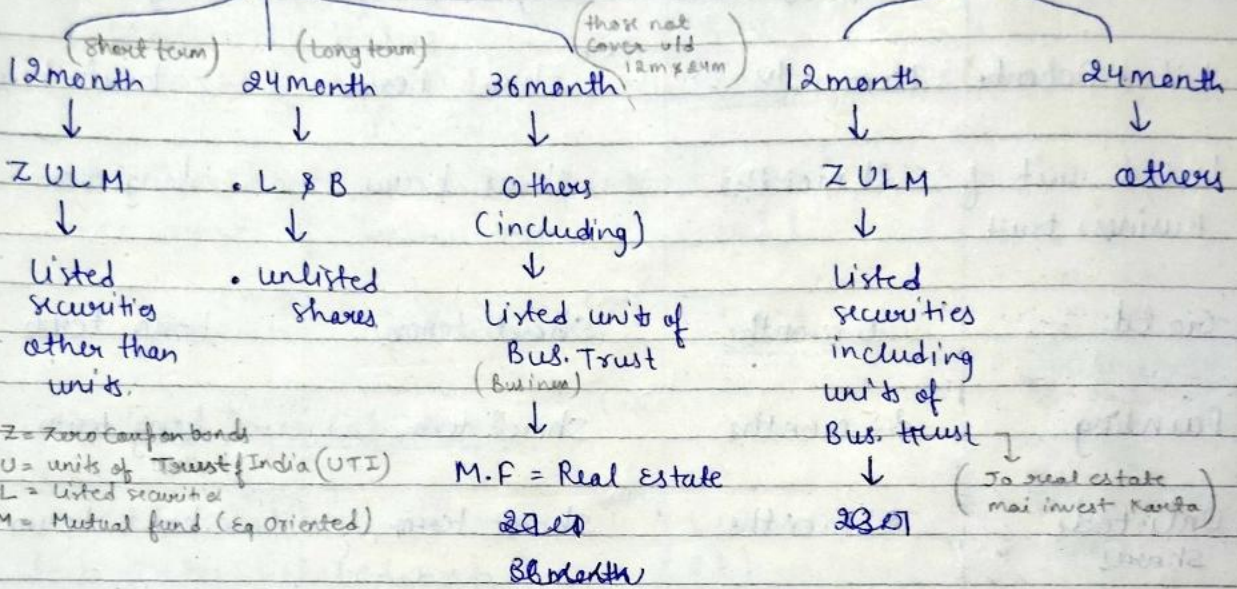 (short term)
(Long term)
(those not
cover u/d
12m & 24m)
12month
24month
36month
12month
24month
ZULM
. L & B
Others
ZULM
others
(including)
Listed
securities
other than
units.
. unlisted
shares
Listed unit of
Bus. Trust
(Business)
Listed
securities
including
units of
Bus. trust
Z = Zero Coupon bonds
U = units of Trust of India (UTI)
L = Listed securities
M = Mutual fund (Eq Oriented)
M.F = Real Estate
(Jo real estate
mai invest Karta)